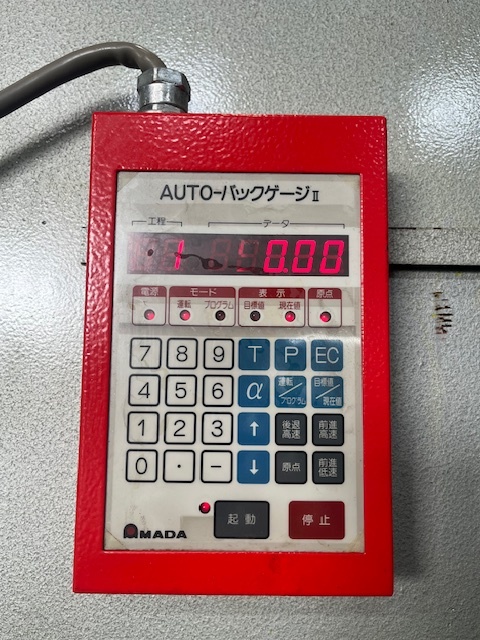 AUTO-バックゲージⅡ
工程 データ
1 0.00
電源 モード 表示 原点
運転 プログラム 目標値 現在値
7 8 9 T P EC
4 5 6 α 運転/プログラム 目標値/現在値
1 2 3 ↑ 後退高速 前進高速
0 · − ↓ 原点 前進低速
起動 停止
AMADA